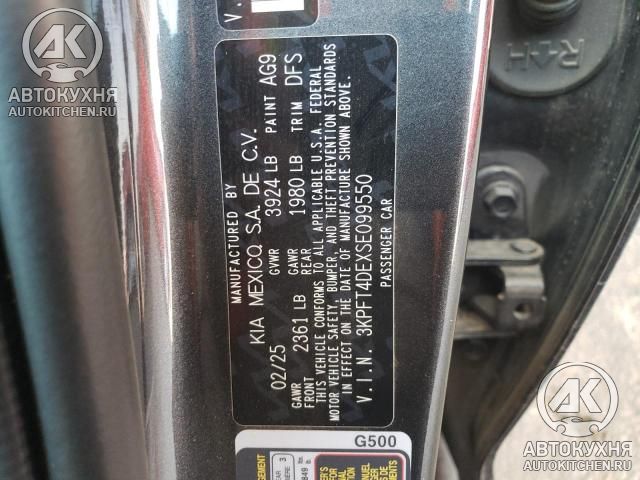 MANUFACTURED BY
KIA MEXICO, S.A. DE C.V.
02/25 GVWR 3924 LB PAINT AG9
GAWR FRONT 2361 LB GAWR REAR 1980 LB TRIM DFS
THIS VEHICLE CONFORMS TO ALL APPLICABLE U.S.A. FEDERAL
MOTOR VEHICLE SAFETY, BUMPER, AND THEFT PREVENTION STANDARDS
IN EFFECT ON THE DATE OF MANUFACTURE SHOWN ABOVE.
V.I.N. 3KPFT4DEXSE099550
PASSENGER CAR
G500
R H
AK
АВТОКУХНЯ
AUTOKITCHEN.RU
AK
АВТОКУХНЯ
AUTOKITCHEN.RU